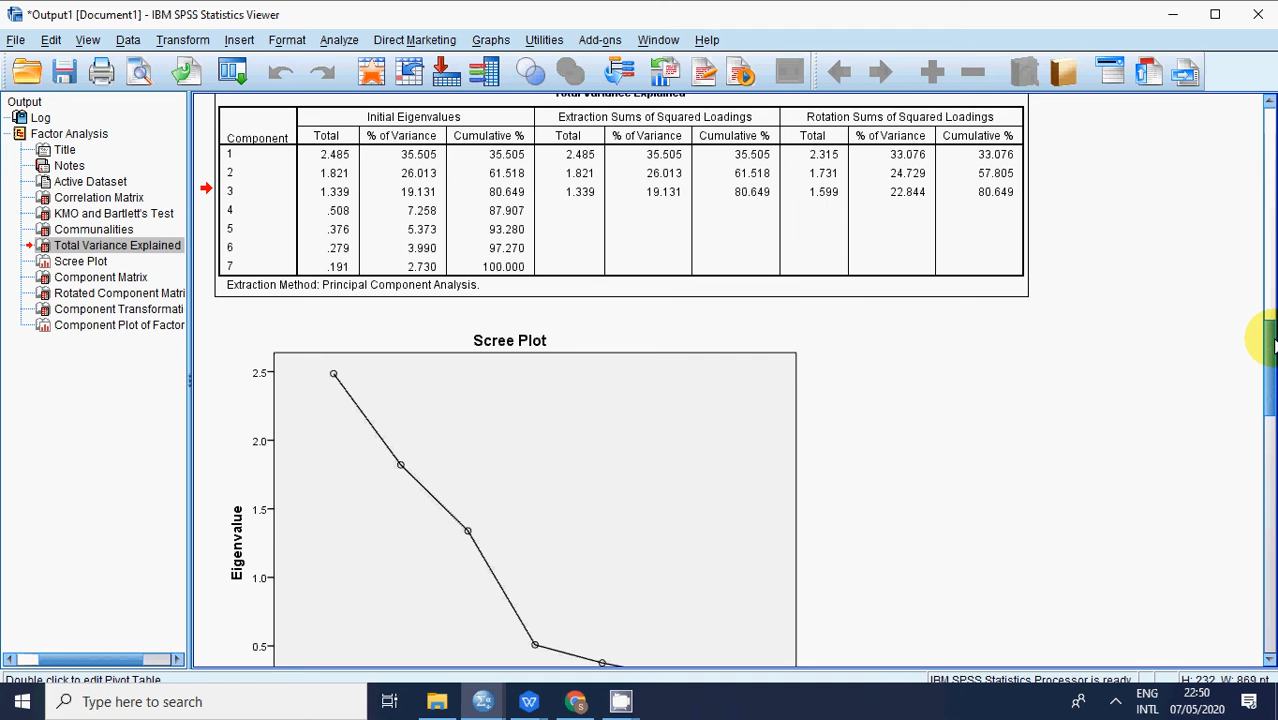 *Output1 [Document1] - IBM SPSS Statistics Viewer
File Edit View Data Transform Insert Format Analyze Direct Marketing Graphs Utilities Add-ons Window Help
Output
Log
Factor Analysis
Title
Notes
Active Dataset
Correlation Matrix
KMO and Bartlett's Test
Communalities
Total Variance Explained
Scree Plot
Component Matrix
Rotated Component Matri
Component Transformati
Component Plot of Factor
Total Variance Explained
Initial Eigenvalues Extraction Sums of Squared Loadings Rotation Sums of Squared Loadings
Component Total % of Variance Cumulative % Total % of Variance Cumulative % Total % of Variance Cumulative %
1 2.485 35.505 35.505 2.485 35.505 35.505 2.315 33.076 33.076
2 1.821 26.013 61.518 1.821 26.013 61.518 1.731 24.729 57.805
3 1.339 19.131 80.649 1.339 19.131 80.649 1.599 22.844 80.649
4 .508 7.258 87.907
5 .376 5.373 93.280
6 .279 3.990 97.270
7 .191 2.730 100.000
Extraction Method: Principal Component Analysis.
Scree Plot
2.5
2.0
1.5
1.0
0.5
Eigenvalue
Double click to edit Pivot Table
IBM SPSS Statistics Processor is ready
H: 232, W: 869 pt.
Type here to search
ENG
INTL
22:50
07/05/2020